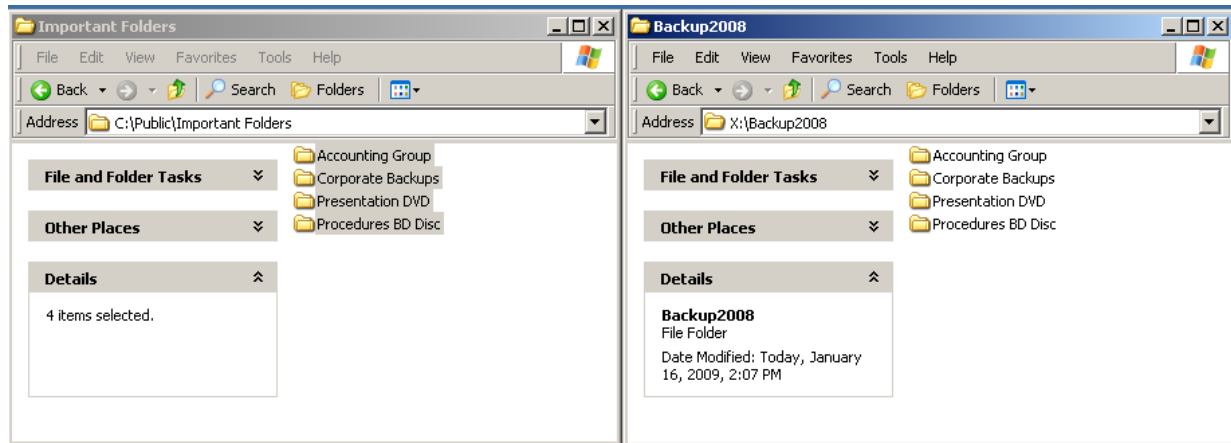 Important Folders
File Edit View Favorites Tools Help
Back Search Folders
Address C:\Public\Important Folders
File and Folder Tasks
Other Places
Details
4 items selected.
Accounting Group
Corporate Backups
Presentation DVD
Procedures BD Disc
Backup2008
File Edit View Favorites Tools Help
Back Search Folders
Address X:\Backup2008
File and Folder Tasks
Other Places
Details
Backup2008
File Folder
Date Modified: Today, January
16, 2009, 2:07 PM
Accounting Group
Corporate Backups
Presentation DVD
Procedures BD Disc